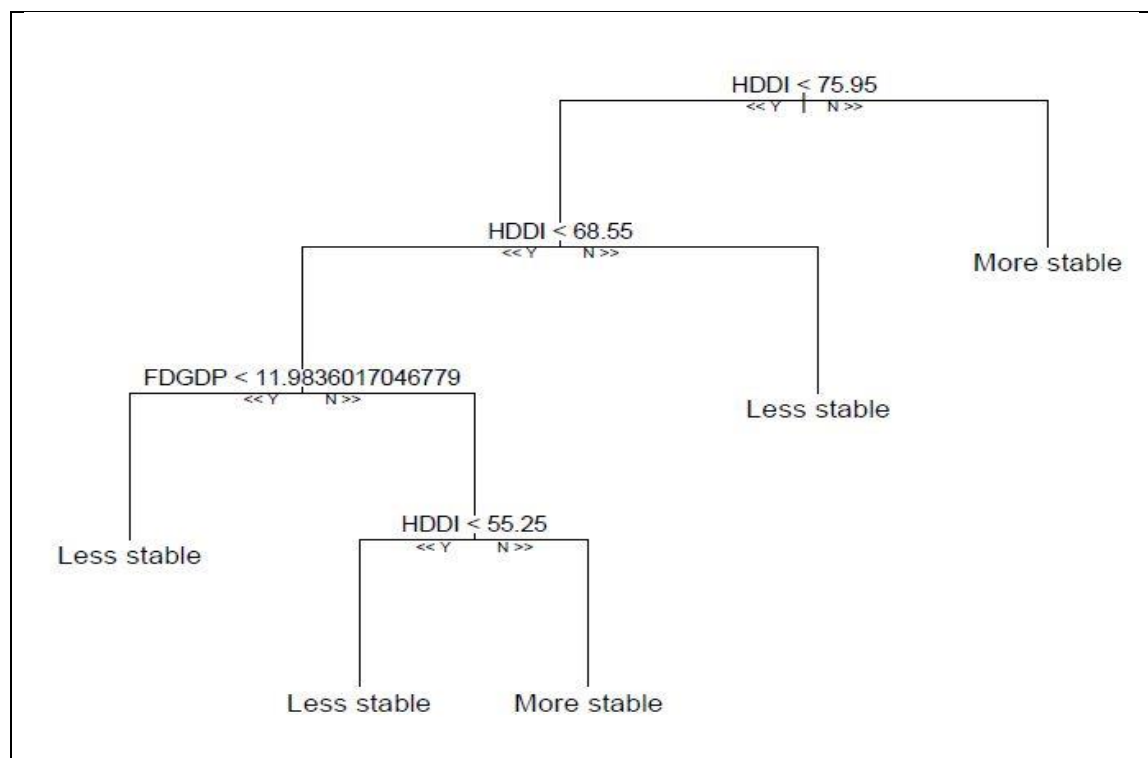 HDDI < 75.95
<< Y N >>
HDDI < 68.55
<< Y N >>
More stable
FDGDP < 11.9836017046779
<< Y N >>
Less stable
HDDI < 55.25
<< Y N >>
Less stable
Less stable
More stable